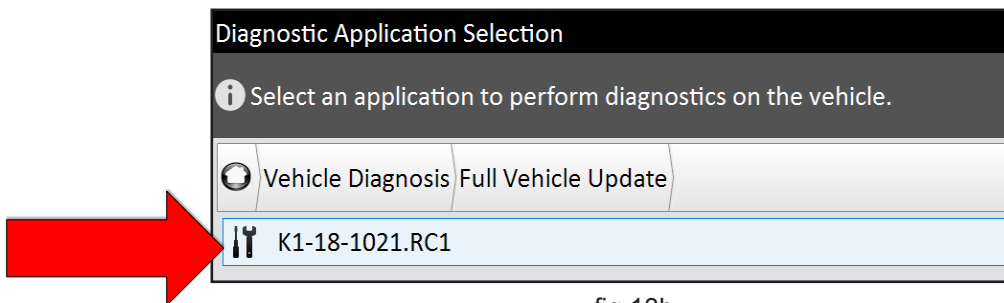 Diagnostic Application Selection
Select an application to perform diagnostics on the vehicle.
Vehicle Diagnosis Full Vehicle Update
K1-18-1021.RC1